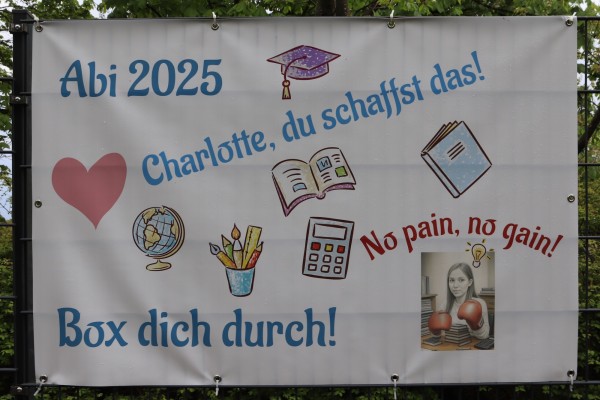 Abi 2025
Charlotte, du schaffst das!
No pain, no gain!
Box dich durch!